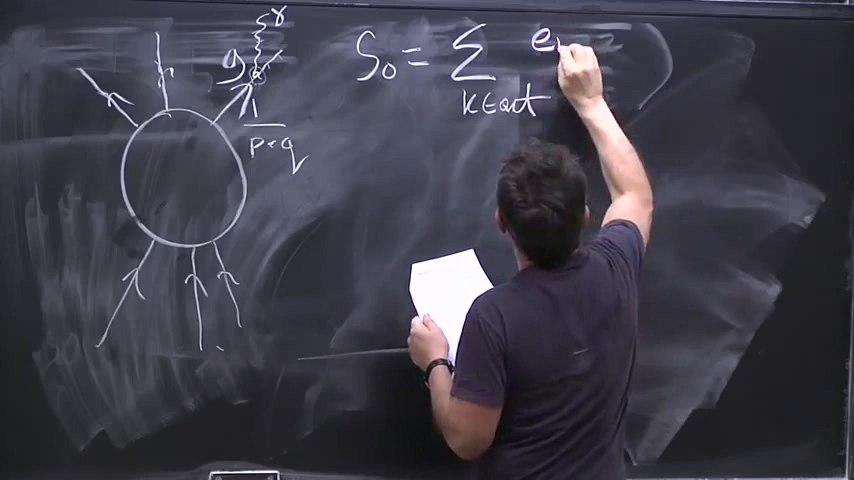 γ
g
p+q
S₀ = ∑ e
k∈out